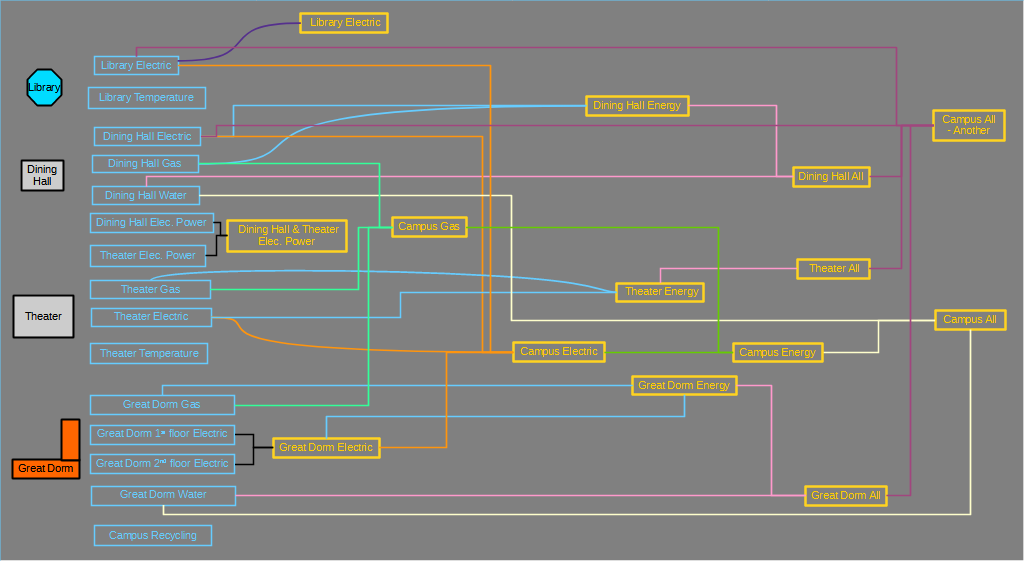 Library Electric
Library Electric
Library
Library Temperature
Dining Hall Energy
Campus All
- Another
Dining Hall Electric
Dining Hall Gas
Dining
Hall
Dining Hall All
Dining Hall Water
Dining Hall Elec. Power
Campus Gas
Dining Hall & Theater
Elec. Power
Theater Elec. Power
Theater All
Theater Gas
Theater Energy
Theater
Theater Electric
Campus All
Theater Temperature
Campus Electric
Campus Energy
Great Dorm Energy
Great Dorm Gas
Great Dorm 1st floor Electric
Great Dorm Electric
Great Dorm 2nd floor Electric
Great Dorm
Great Dorm Water
Great Dorm All
Campus Recycling